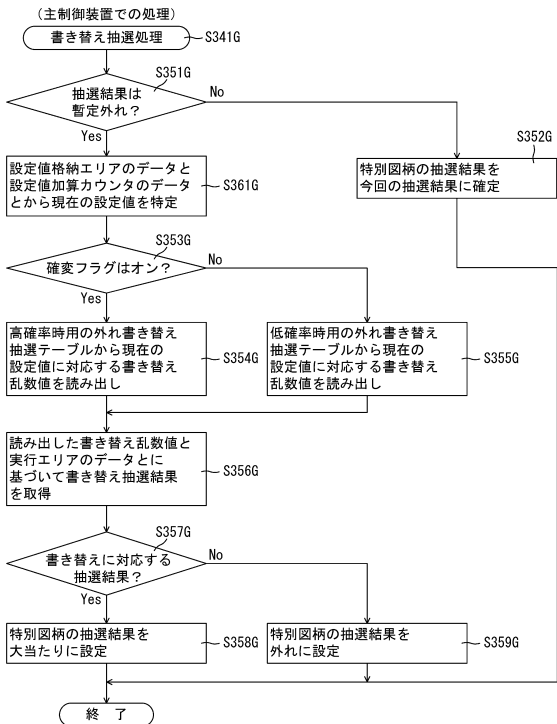 （主制御装置での処理）
書き替え抽選処理
S341G
S351G
抽選結果は
暫定外れ？
No
Yes
S352G
特別図柄の抽選結果を
今回の抽選結果に確定
設定値格納エリアのデータと
設定値加算カウンタのデータ
とから現在の設定値を特定
S361G
S353G
確変フラグはオン？
No
Yes
高確率時用の外れ書き替え
抽選テーブルから現在の
設定値に対応する書き替え
乱数値を読み出し
S354G
低確率時用の外れ書き替え
抽選テーブルから現在の
設定値に対応する書き替え
乱数値を読み出し
S355G
読み出した書き替え乱数値と
実行エリアのデータとに
基づいて書き替え抽選結果
を取得
S356G
S357G
書き替えに対応する
抽選結果？
No
Yes
特別図柄の抽選結果を
大当たりに設定
S358G
特別図柄の抽選結果を
外れに設定
S359G
終　了